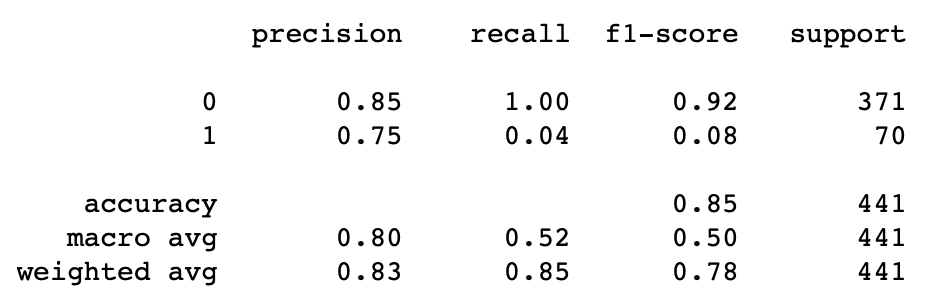 precision recall f1-score support
0 0.85 1.00 0.92 371
1 0.75 0.04 0.08 70
accuracy 0.85 441
macro avg 0.80 0.52 0.50 441
weighted avg 0.83 0.85 0.78 441